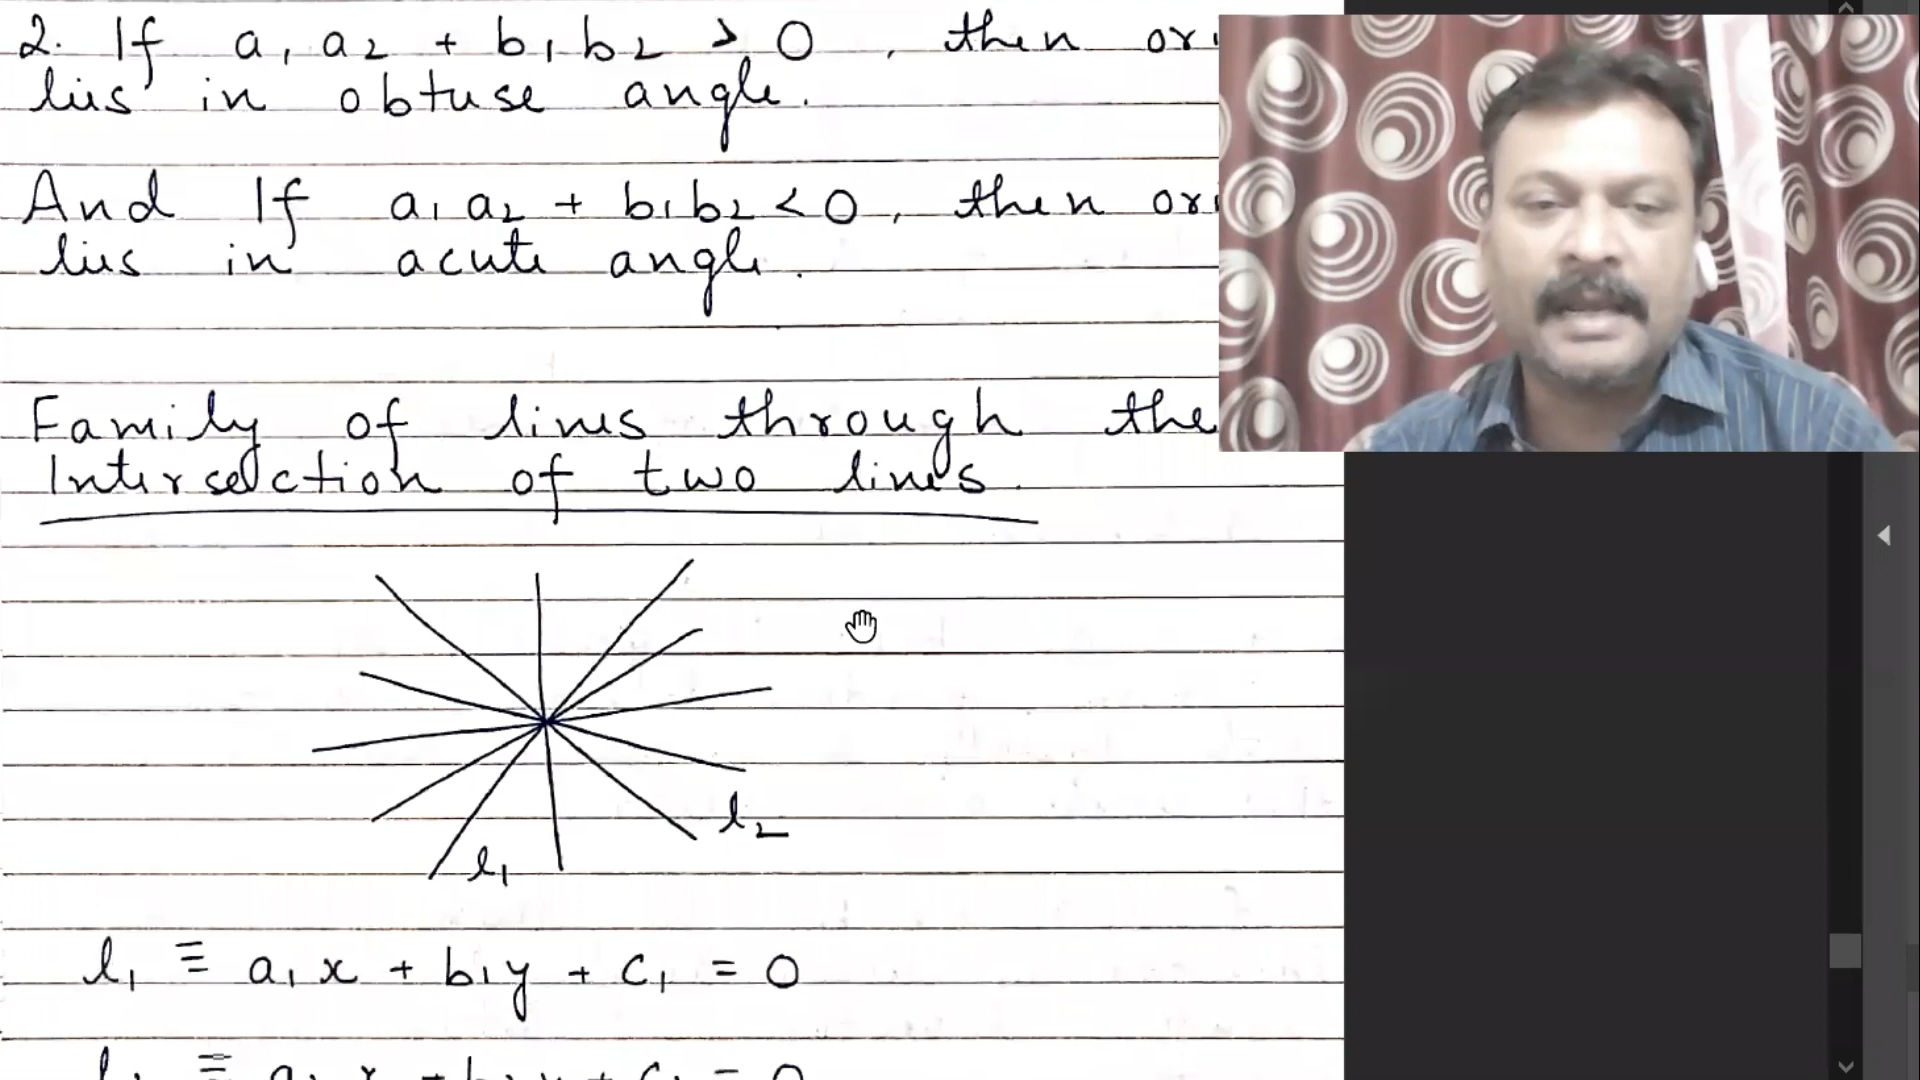 2. If a₁a₂ + b₁b₂ > 0, then
lies in obtuse angle.
And If a₁a₂ + b₁b₂ < 0, then
lies in acute angle.
Family of lines through the
Intersection of two lines.
l₂
l₁
l₁ ≡ a₁x + b₁y + c₁ = 0